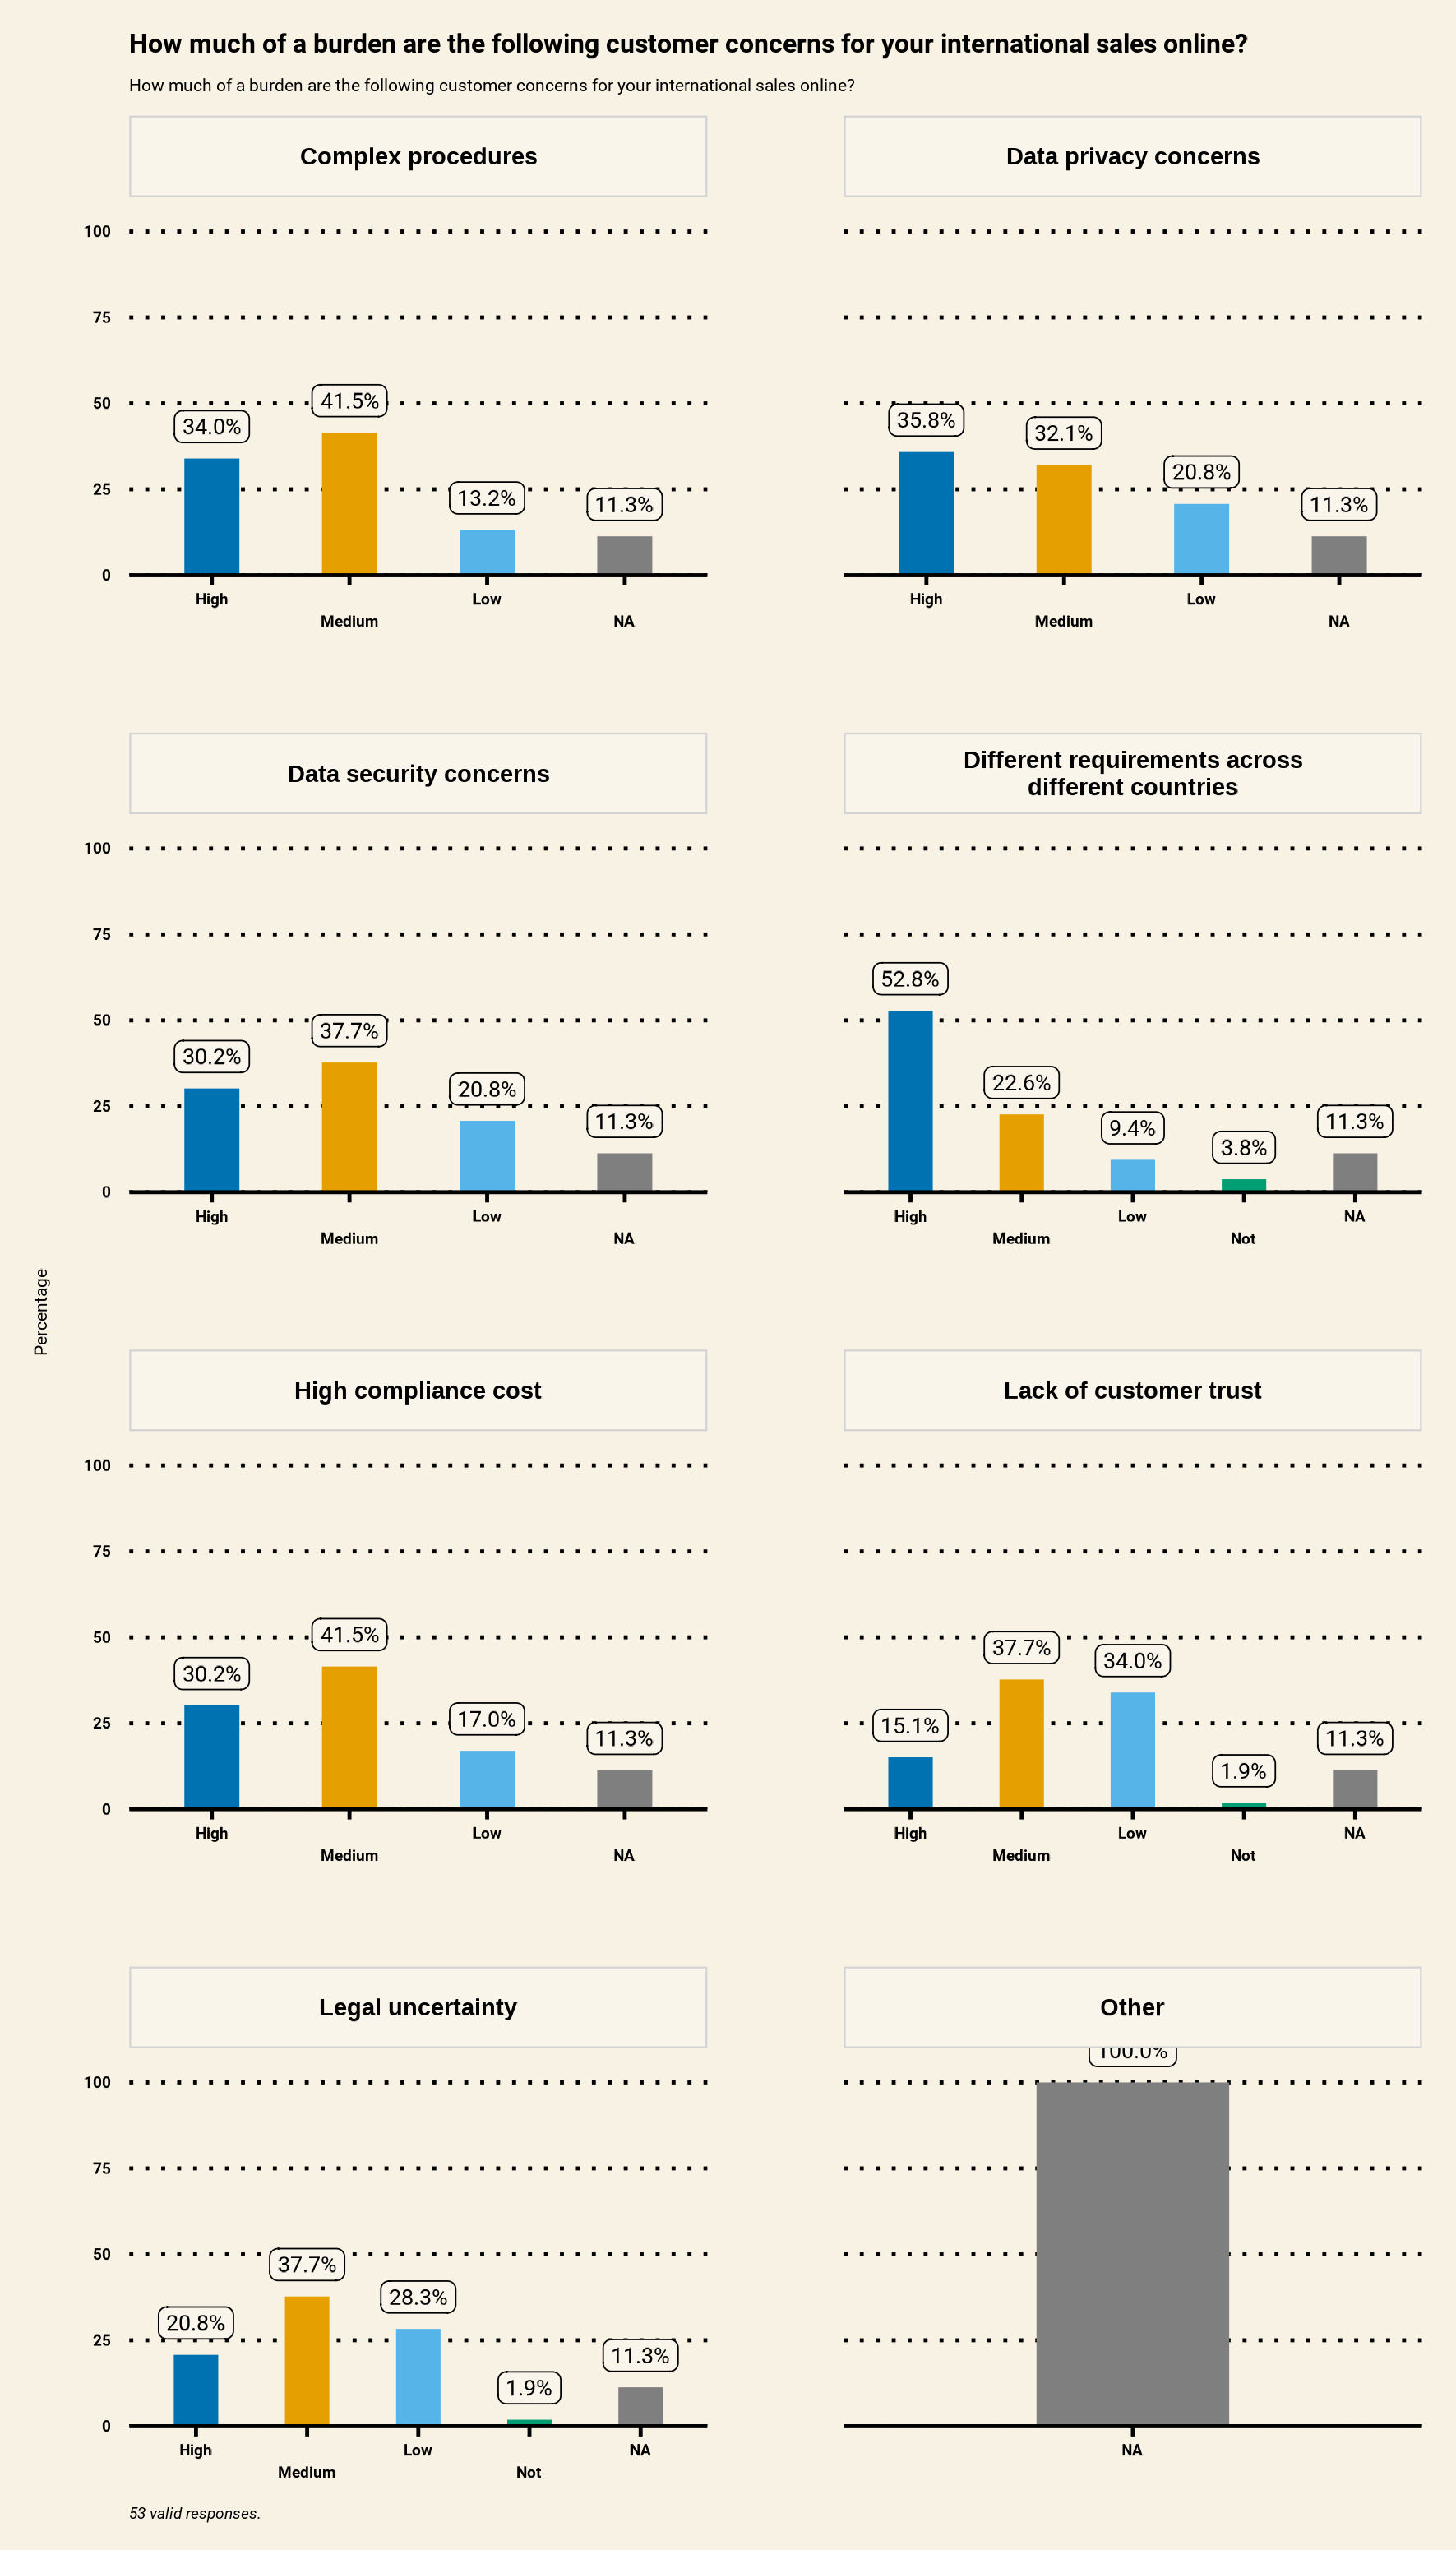 How much of a burden are the following customer concerns for your international sales online?
How much of a burden are the following customer concerns for your international sales online?
Complex procedures
Data privacy concerns
100
75
50
25
0
34.0%
41.5%
13.2%
11.3%
High
Medium
Low
NA
35.8%
32.1%
20.8%
11.3%
High
Medium
Low
NA
Data security concerns
Different requirements across
different countries
100
75
50
25
0
30.2%
37.7%
20.8%
11.3%
High
Medium
Low
NA
52.8%
22.6%
9.4%
3.8%
11.3%
High
Medium
Low
Not
NA
Percentage
High compliance cost
Lack of customer trust
100
75
50
25
0
30.2%
41.5%
17.0%
11.3%
High
Medium
Low
NA
15.1%
37.7%
34.0%
1.9%
11.3%
High
Medium
Low
Not
NA
Legal uncertainty
Other
100
75
50
25
0
20.8%
37.7%
28.3%
1.9%
11.3%
High
Medium
Low
Not
NA
100.0%
NA
53 valid responses.